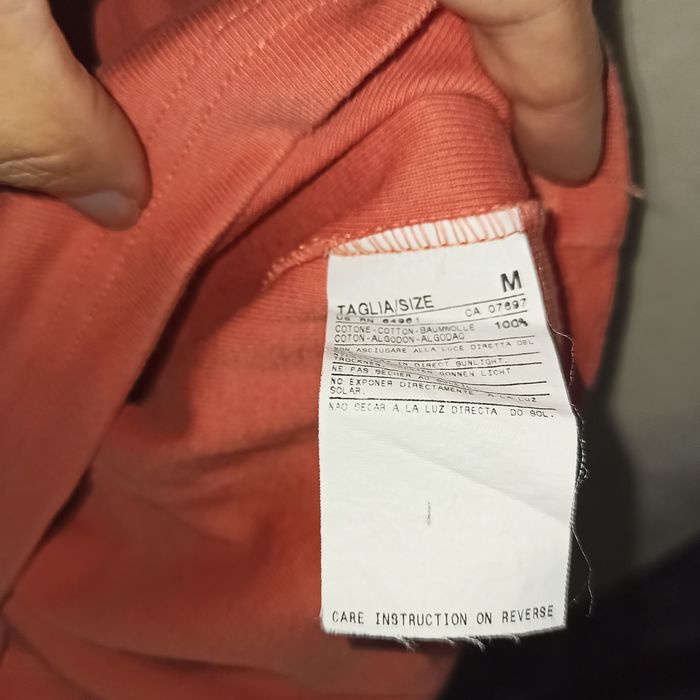 M
TAGLIA/SIZE
US RN 64961 CA 07697
COTONE-COTTON-BAUMWOLLE 100%
COTON-ALGODON-ALGODAO
NON ASCIUGARE ALLA LUCE DIRETTA DEL
IN DIRECT SUNLIGHT.
TROCKNEN SONNEN LICHT
NE PAS SECHER AU
NO EXPONER DIRECTAMENTE A LA LUZ
SOLAR.
NAO SECAR A LA LUZ DIRECTA DO SOL.
CARE INSTRUCTION ON REVERSE